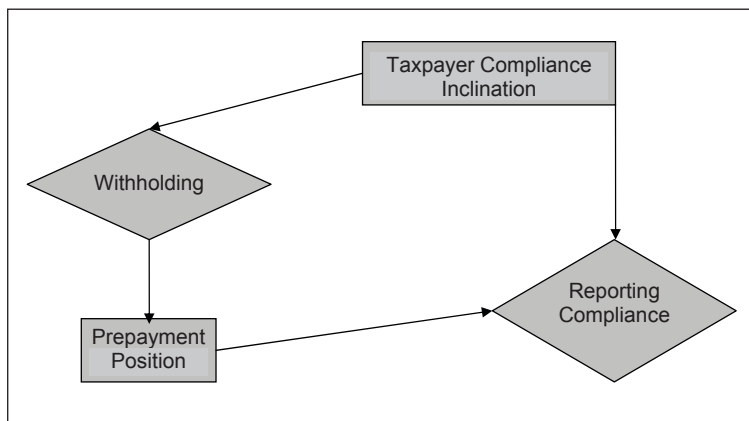 Taxpayer Compliance
Inclination
Withholding
Reporting
Compliance
Prepayment
Position